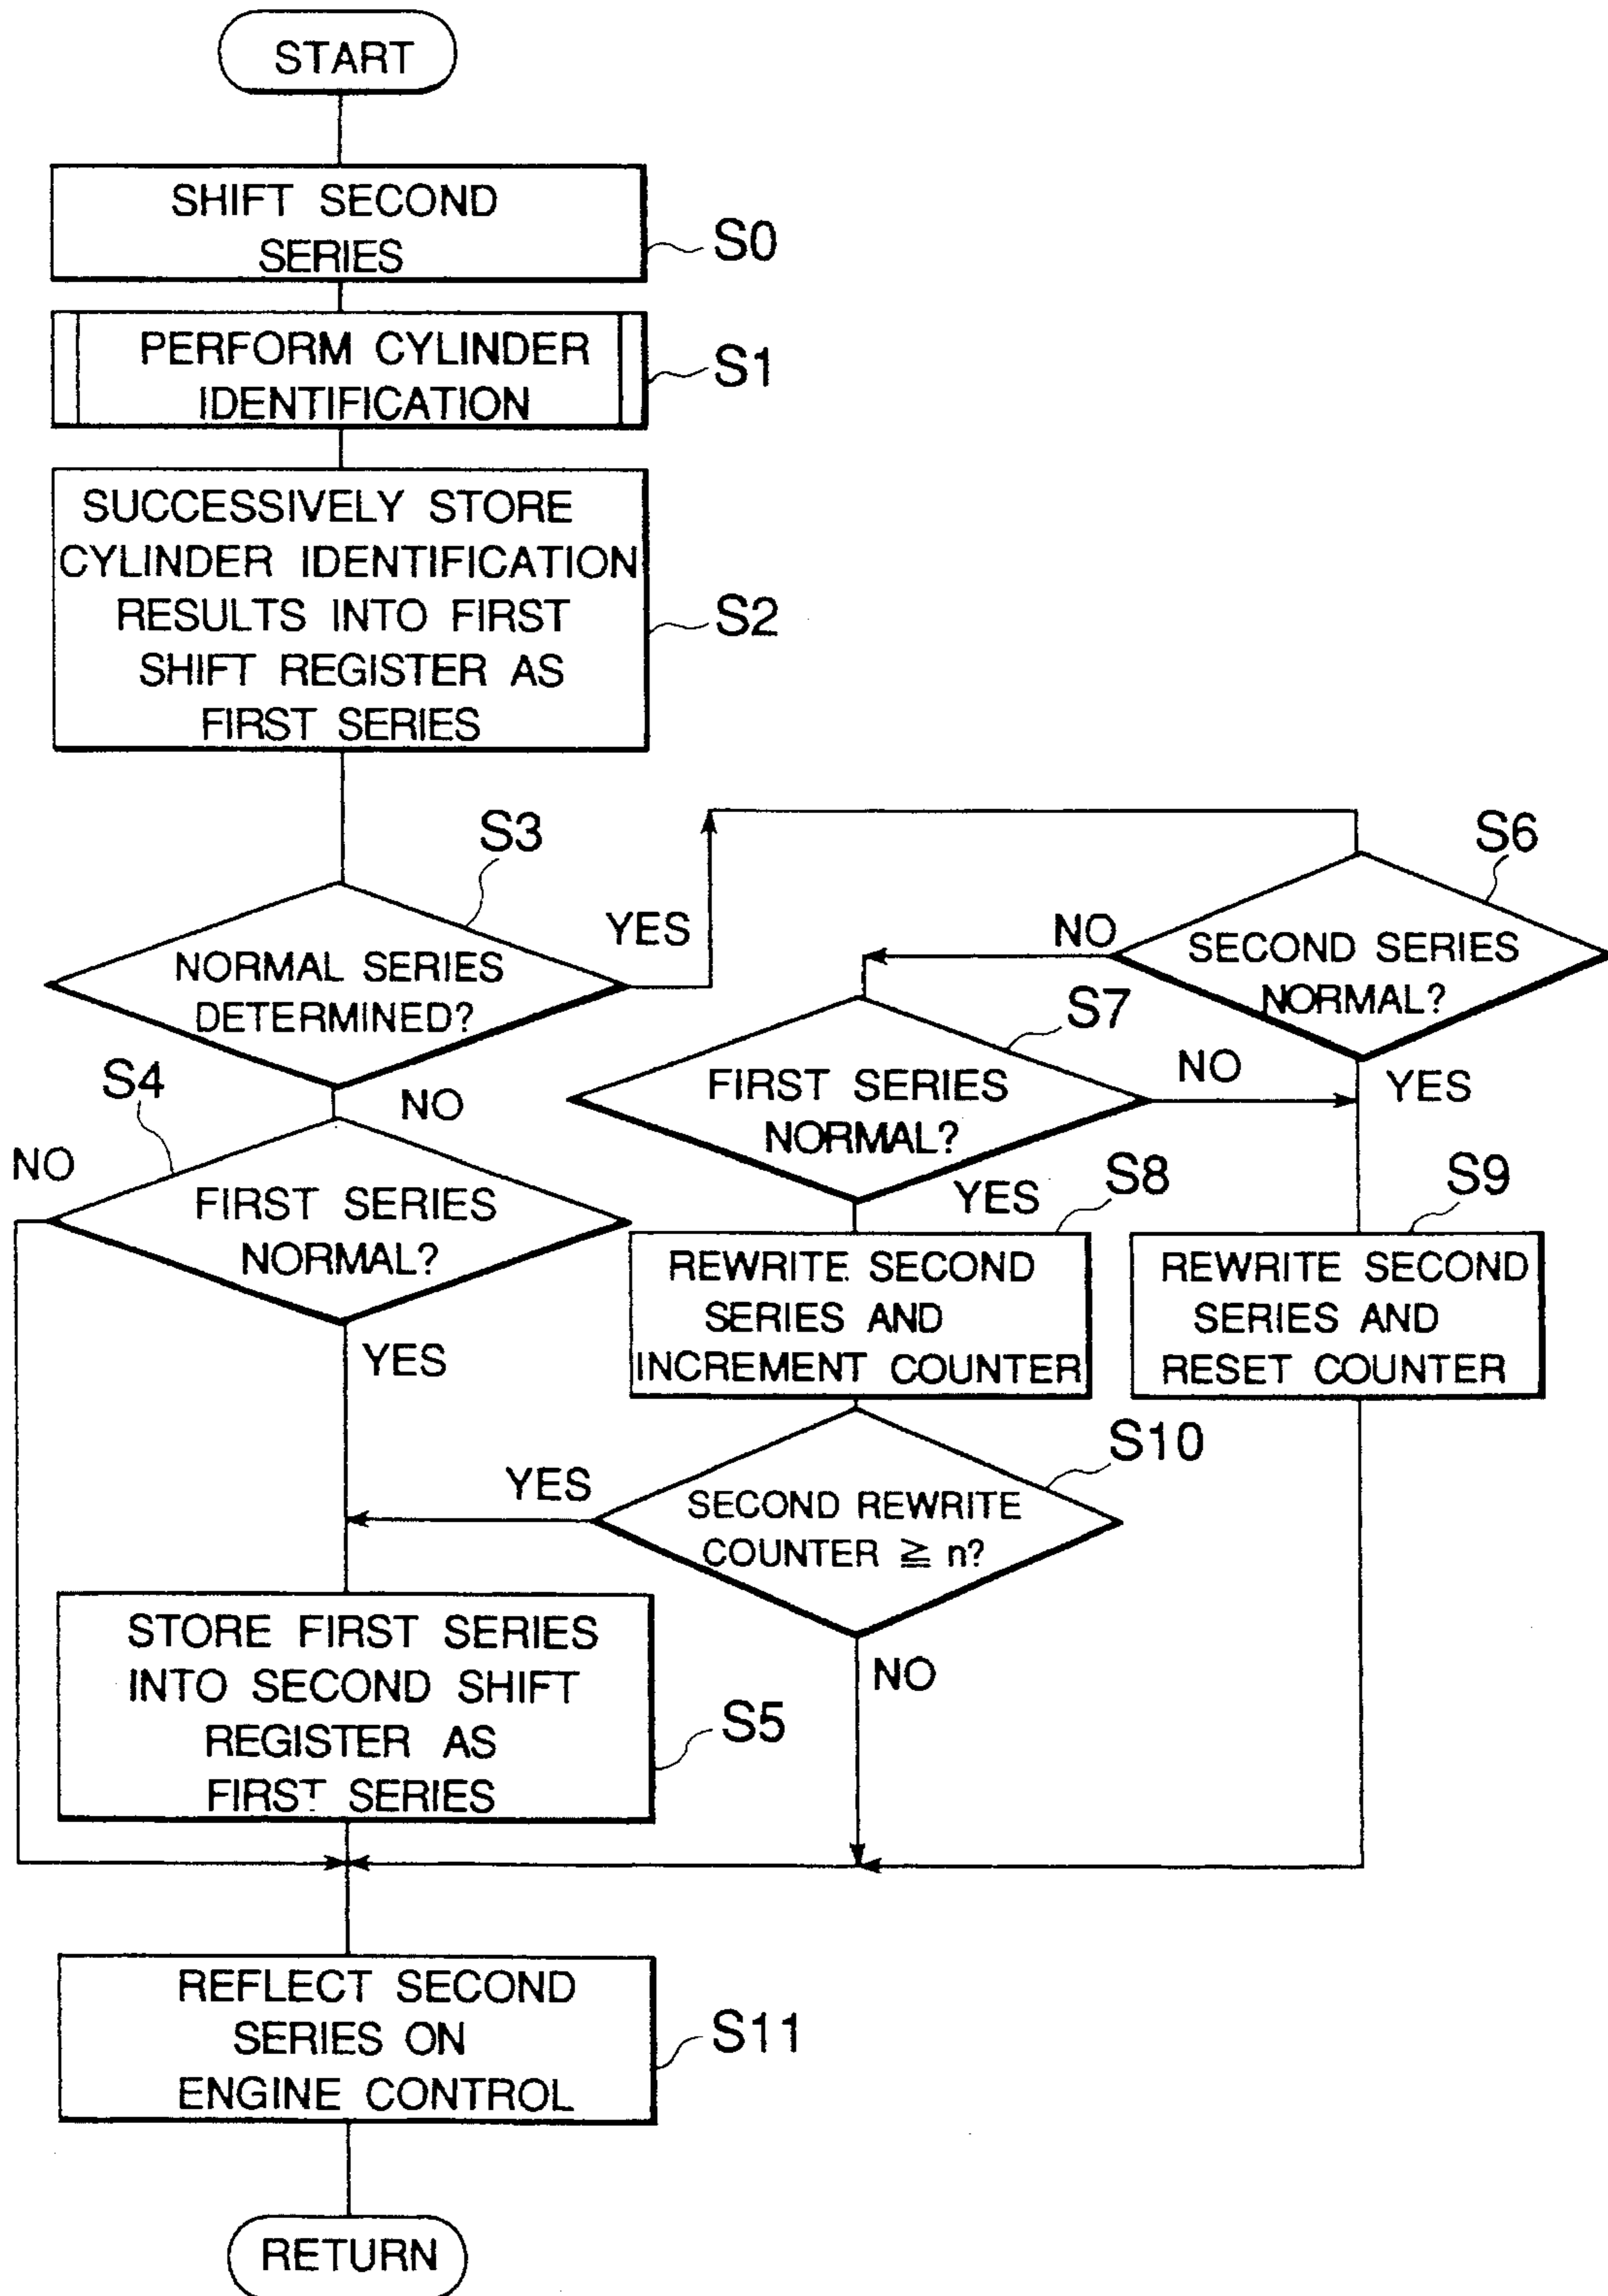 START
SHIFT SECOND
SERIES
S0
PERFORM CYLINDER
IDENTIFICATION
S1
SUCCESSIVELY STORE
CYLINDER IDENTIFICATION
RESULTS INTO FIRST
SHIFT REGISTER AS
FIRST SERIES
S2
S3
NORMAL SERIES
DETERMINED?
YES
NO
S6
SECOND SERIES
NORMAL?
NO
YES
S7
FIRST SERIES
NORMAL?
NO
YES
S4
FIRST SERIES
NORMAL?
NO
YES
S8
REWRITE SECOND
SERIES AND
INCREMENT COUNTER
S9
REWRITE SECOND
SERIES AND
RESET COUNTER
S10
SECOND REWRITE
COUNTER ≧ n?
YES
NO
STORE FIRST SERIES
INTO SECOND SHIFT
REGISTER AS
FIRST SERIES
S5
REFLECT SECOND
SERIES ON
ENGINE CONTROL
S11
RETURN